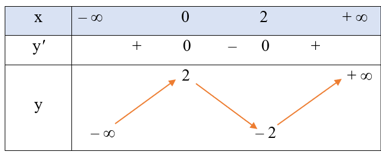 x – ∞ 0 2 + ∞
y′ + 0 – 0 +
2 + ∞
y
– ∞ – 2